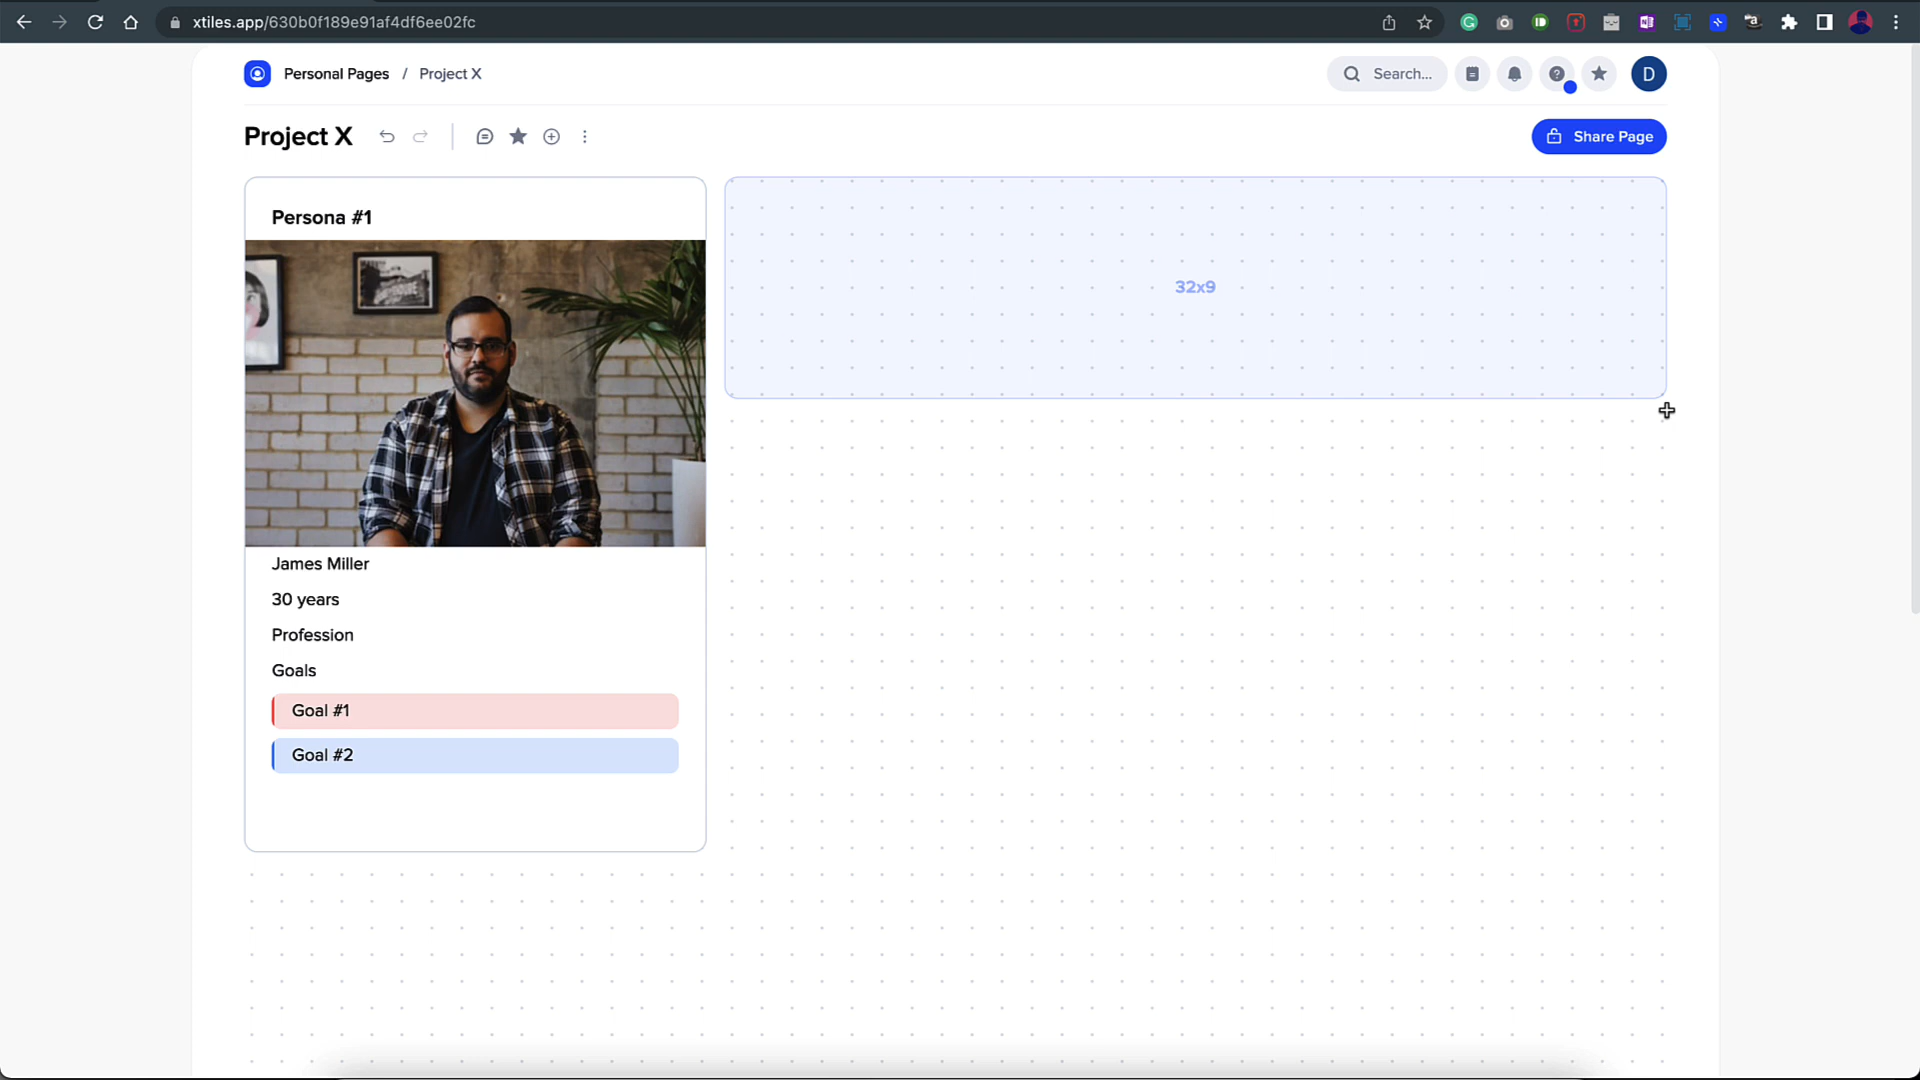 xtiles.app/630b0f189e91af4df6ee02fc
Personal Pages / Project X
Search...
D
Project X
Share Page
Persona #1
32x9
James Miller
30 years
Profession
Goals
Goal #1
Goal #2